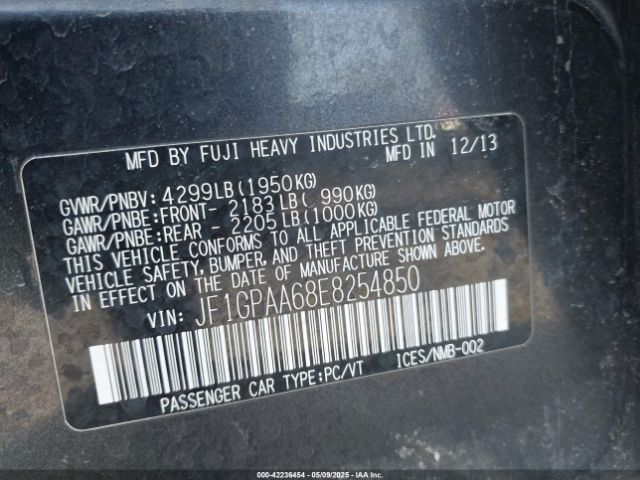 MFD BY FUJI HEAVY INDUSTRIES LTD.
MFD IN 12/13
GVWR/PNBV: 4299LB(1950KG)
GAWR/PNBE:FRONT- 2183LB( 990KG)
GAWR/PNBE:REAR - 2205LB(1000KG)
THIS VEHICLE CONFORMS TO ALL APPLICABLE FEDERAL MOTOR
VEHICLE SAFETY, BUMPER, AND THEFT PREVENTION STANDARDS
IN EFFECT ON THE DATE OF MANUFACTURE SHOWN ABOVE.
VIN: JF1GPAA68E8254850
PASSENGER CAR TYPE:PC/VT ICES/NMB-002
000-42236454 - 05/09/2025 - IAA Inc.